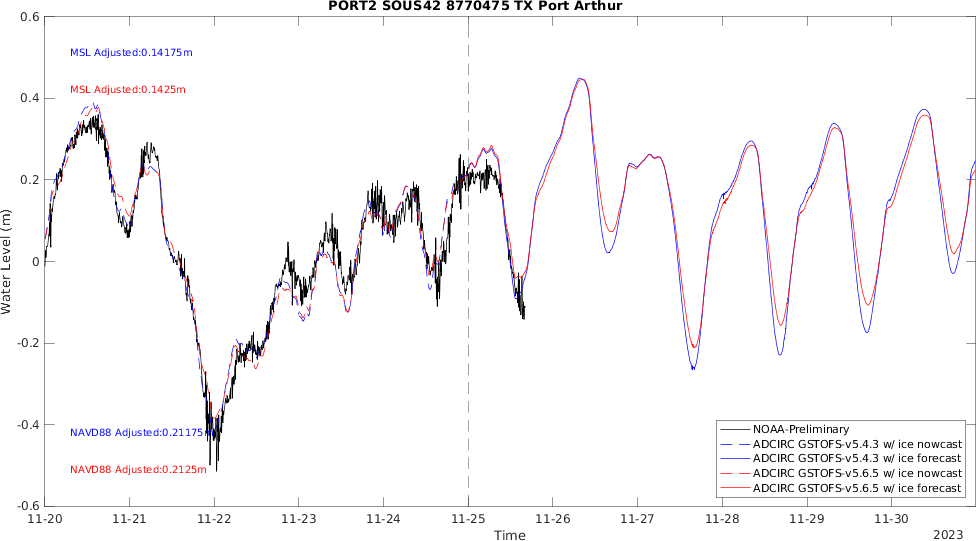 PORT2 SOUS42 8770475 TX Port Arthur
0.6
0.4
0.2
0
-0.2
-0.4
-0.6
Water Level (m)
MSL Adjusted:0.14175m
MSL Adjusted:0.1425m
NAVD88 Adjusted:0.21175m
NAVD88 Adjusted:0.2125m
NOAA-Preliminary
ADCIRC GSTOFS-v5.4.3 w/ ice nowcast
ADCIRC GSTOFS-v5.4.3 w/ ice forecast
ADCIRC GSTOFS-v5.6.5 w/ ice nowcast
ADCIRC GSTOFS-v5.6.5 w/ ice forecast
11-20 11-21 11-22 11-23 11-24 11-25 11-26 11-27 11-28 11-29 11-30
Time
2023